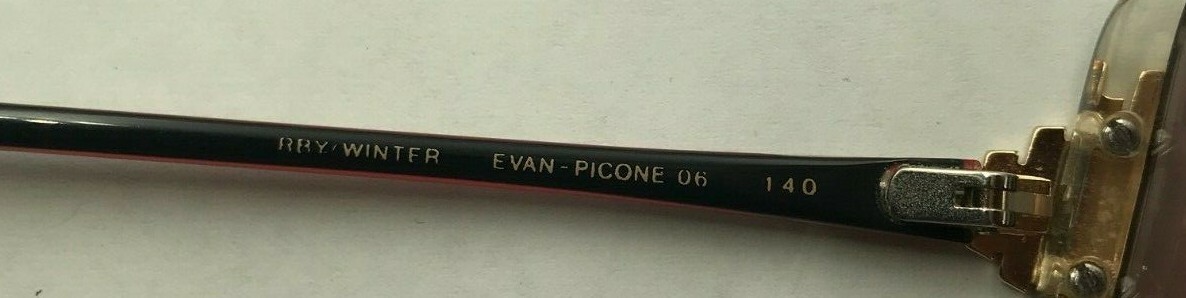 RBY/WINTER EVAN-PICONE 06 140